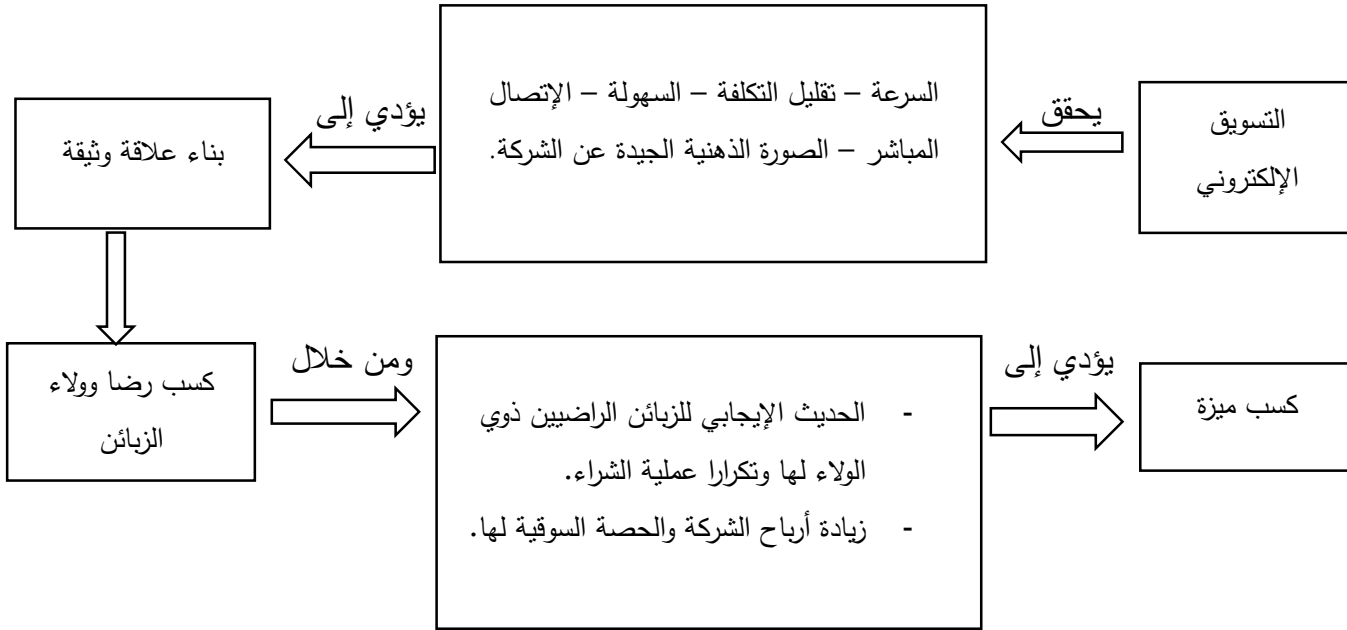 التسويق
الإلكتروني
يحقق
السرعة – تقليل التكلفة – السهولة – الإتصال
المباشر – الصورة الذهنية الجيدة عن الشركة.
يؤدي إلى
بناء علاقة وثيقة
كسب رضا وولاء
الزبائن
ومن خلال
- الحديث الإيجابي للزبائن الراضيين ذوي
الولاء لها وتكرارا عملية الشراء.
- زيادة أرباح الشركة والحصة السوقية لها.
يؤدي إلى
كسب ميزة